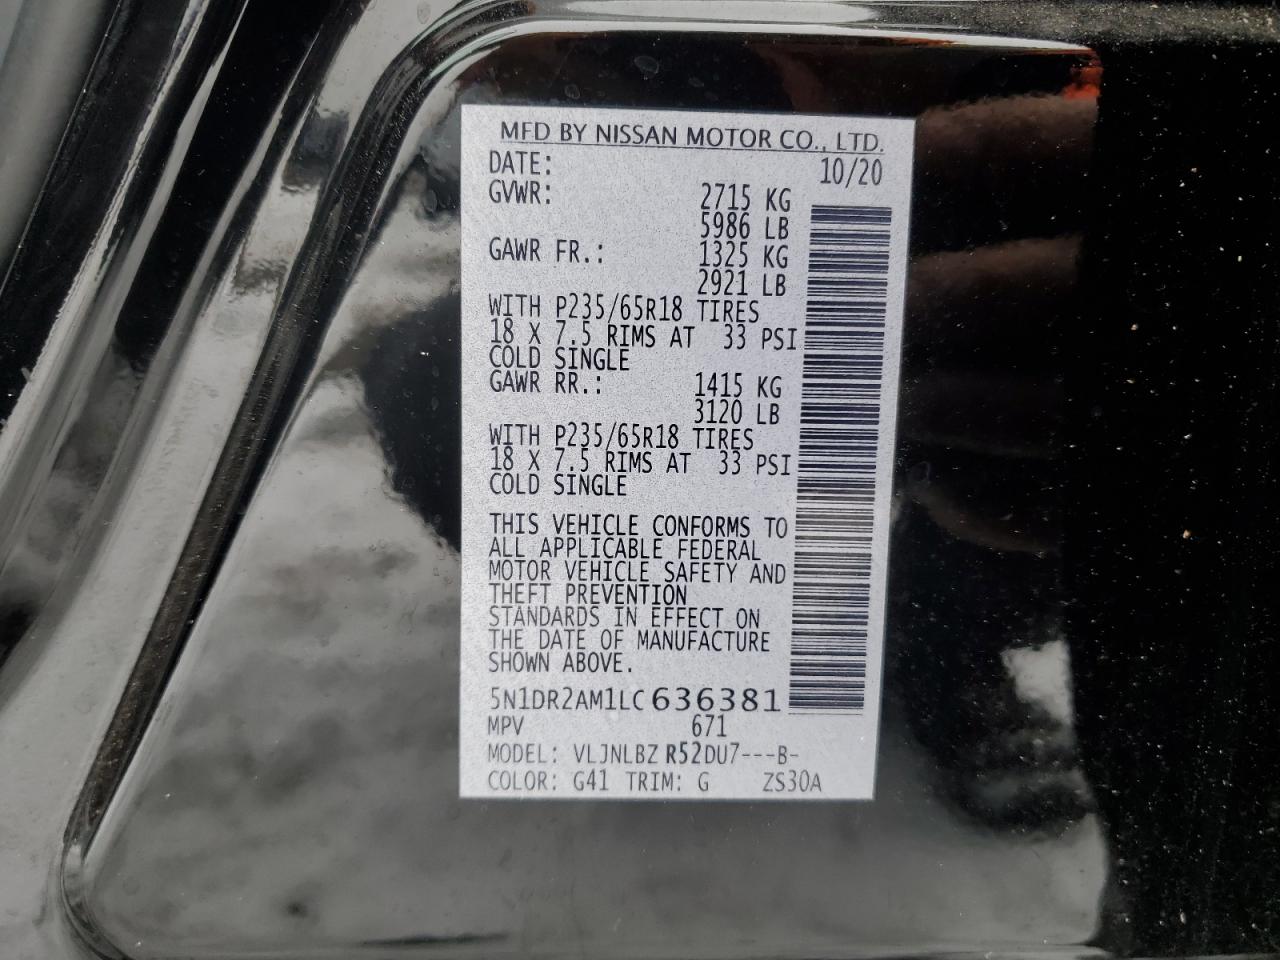 MFD BY NISSAN MOTOR CO., LTD.
DATE: 10/20
GVWR: 2715 KG
5986 LB
GAWR FR.: 1325 KG
2921 LB
WITH P235/65R18 TIRES
18 X 7.5 RIMS AT 33 PSI
COLD SINGLE
GAWR RR.: 1415 KG
3120 LB
WITH P235/65R18 TIRES
18 X 7.5 RIMS AT 33 PSI
COLD SINGLE
THIS VEHICLE CONFORMS TO
ALL APPLICABLE FEDERAL
MOTOR VEHICLE SAFETY AND
THEFT PREVENTION
STANDARDS IN EFFECT ON
THE DATE OF MANUFACTURE
SHOWN ABOVE.
5N1DR2AM1LC636381
MPV 671
MODEL: VLJNLBZ R52DU7---B-
COLOR: G41 TRIM: G ZS30A